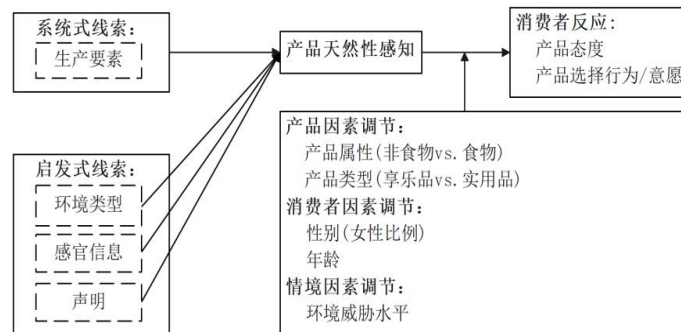 系统式线索：
生产要素
启发式线索：
环境类型
感官信息
声明
产品天然性感知
消费者反应:
产品态度
产品选择行为/意愿
产品因素调节：
产品属性(非食物vs.食物)
产品类型(享乐品vs.实用品)
消费者因素调节：
性别(女性比例)
年龄
情境因素调节：
环境威胁水平